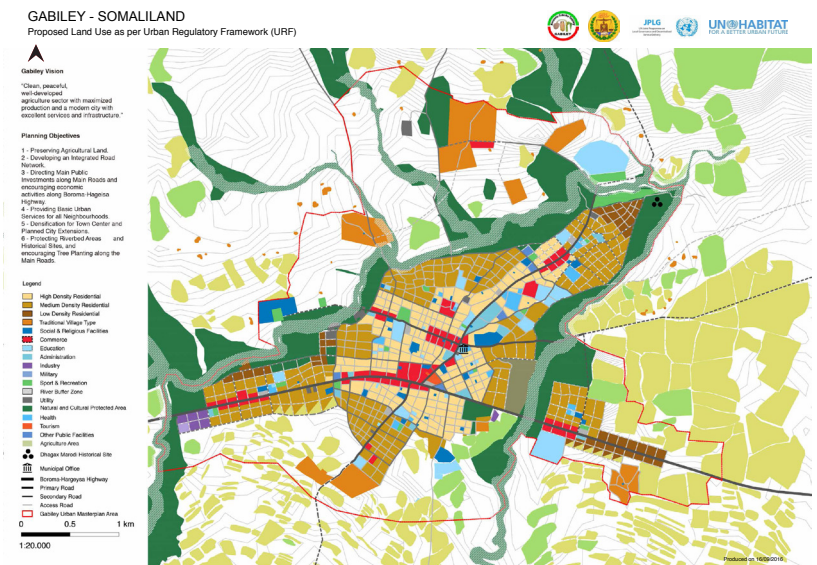 GABILEY - SOMALILAND
Proposed Land Use as per Urban Regulatory Framework (URF)
GABILEY
JPLG
UN HABITAT
FOR A BETTER URBAN FUTURE
Gabiley Vision
"Clean, peaceful,
well-developed
agriculture sector with maximized
production and a modern city with
excellent services and infrastructure."
Planning Objectives
1 - Preserving Agricultural Land.
2 - Developing an Integrated Road
Network,
3 - Directing Main Public
Investments along Main Roads and
encouraging economic
activities along Boroma-Hageisa
Highway.
4 - Providing Basic Urban
Services for all Neighbourhoods.
5 - Densification for Town Center and
Planned City Extensions.
6 - Protecting Riverbed Areas and
Historical Sites, and
encouraging Tree Planting along the
Main Roads.
Legend
High Density Residential
Medium Density Residential
Low Density Residential
Traditional Village Type
Social & Religious Facilities
Commerce
Education
Administration
Industry
Military
Sport & Recreation
River Buffer Zone
Utility
Natural and Cultural Protected Area
Health
Tourism
Other Public Facilities
Agriculture Area
Dhagax Marodi Historical Site
Municipal Office
Boroma-Hargeysa Highway
Primary Road
Secondary Road
Access Road
Gabiley Urban Masterplan Area
0 0.5 1 km
1:20.000
Produced on 16/09/2016